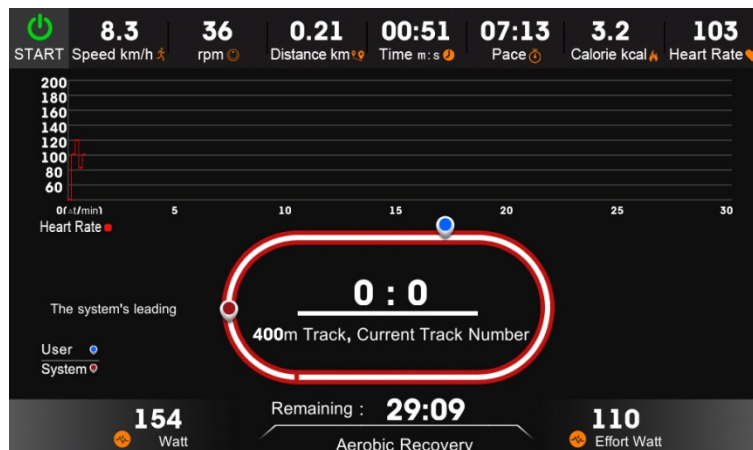 8.3 36 0.21 00:51 07:13 3.2 103
START Speed km/h rpm Distance km Time m:s Pace Calorie kcal Heart Rate
200
180
160
140
120
100
80
60
0(Δt/min) 5 10 15 20 25 30
Heart Rate
0 : 0
The system's leading
400m Track, Current Track Number
User
System
Remaining : 29:09
154 110
Watt Effort Watt
Aerobic Recovery